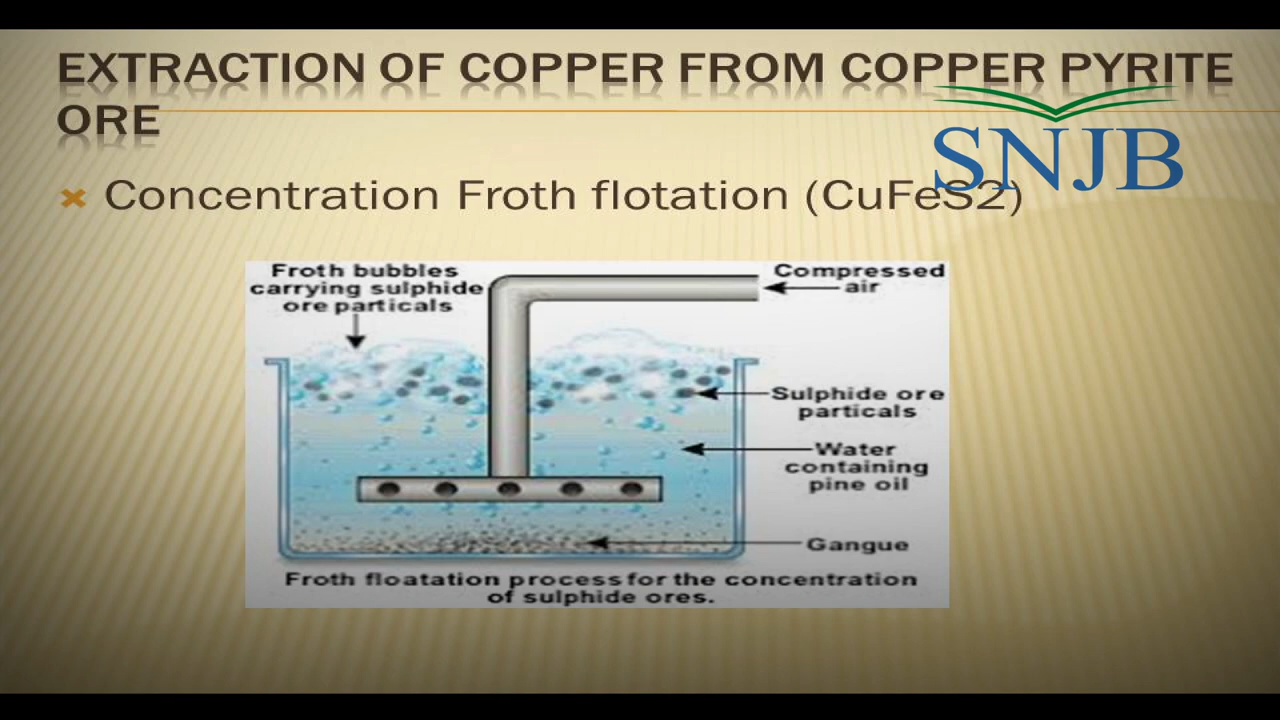 EXTRACTION OF COPPER FROM COPPER PYRITE
ORE
SNJB
Concentration Froth flotation (CuFeS2)
Froth bubbles
carrying sulphide
ore particals
Compressed
air
Sulphide ore
particals
Water
containing
pine oil
Gangue
Froth floatation process for the concentration
of sulphide ores.